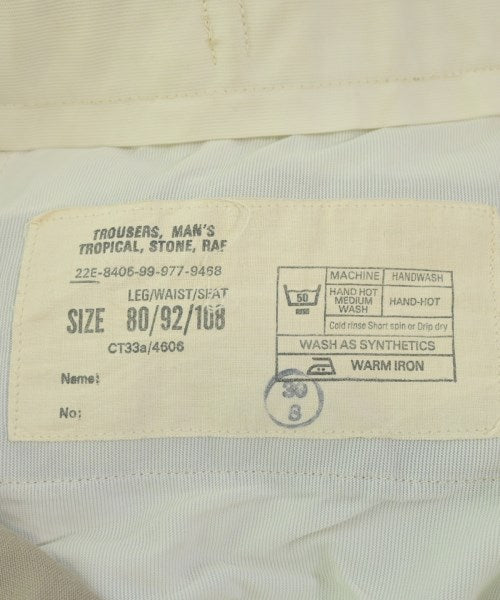 TROUSERS, MAN'S
TROPICAL, STONE, RAF
22E-8405-99-977-9468
LEG/WAIST/SEAT
SIZE 80/92/108
CT33a/4606
Name:
No:
MACHINE HANDWASH
50
HAND HOT
MEDIUM
WASH
HAND-HOT
Cold rinse Short spin or Drip dry
WASH AS SYNTHETICS
WARM IRON
30
8